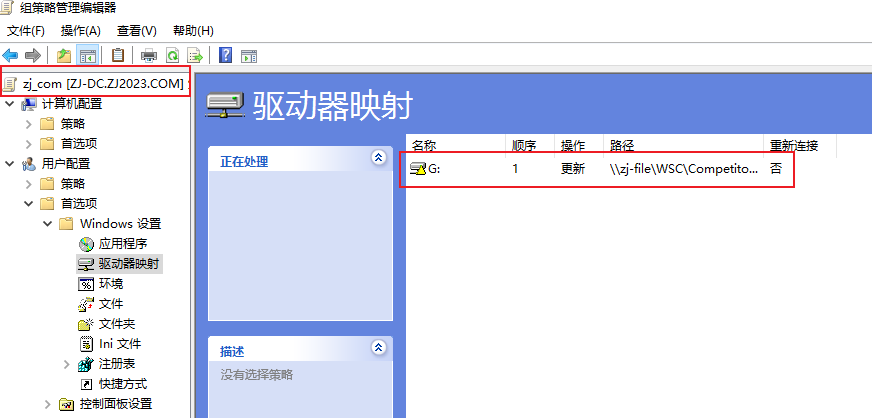 组策略管理编辑器
文件(F) 操作(A) 查看(V) 帮助(H)
zj_com [ZJ-DC.ZJ2023.COM]
计算机配置
策略
首选项
用户配置
策略
首选项
Windows 设置
应用程序
驱动器映射
环境
文件
文件夹
Ini 文件
注册表
快捷方式
控制面板设置
驱动器映射
正在处理
描述
没有选择策略
名称 顺序 操作 路径 重新连接
G: 1 更新 \\zj-file\WSC\Competito... 否